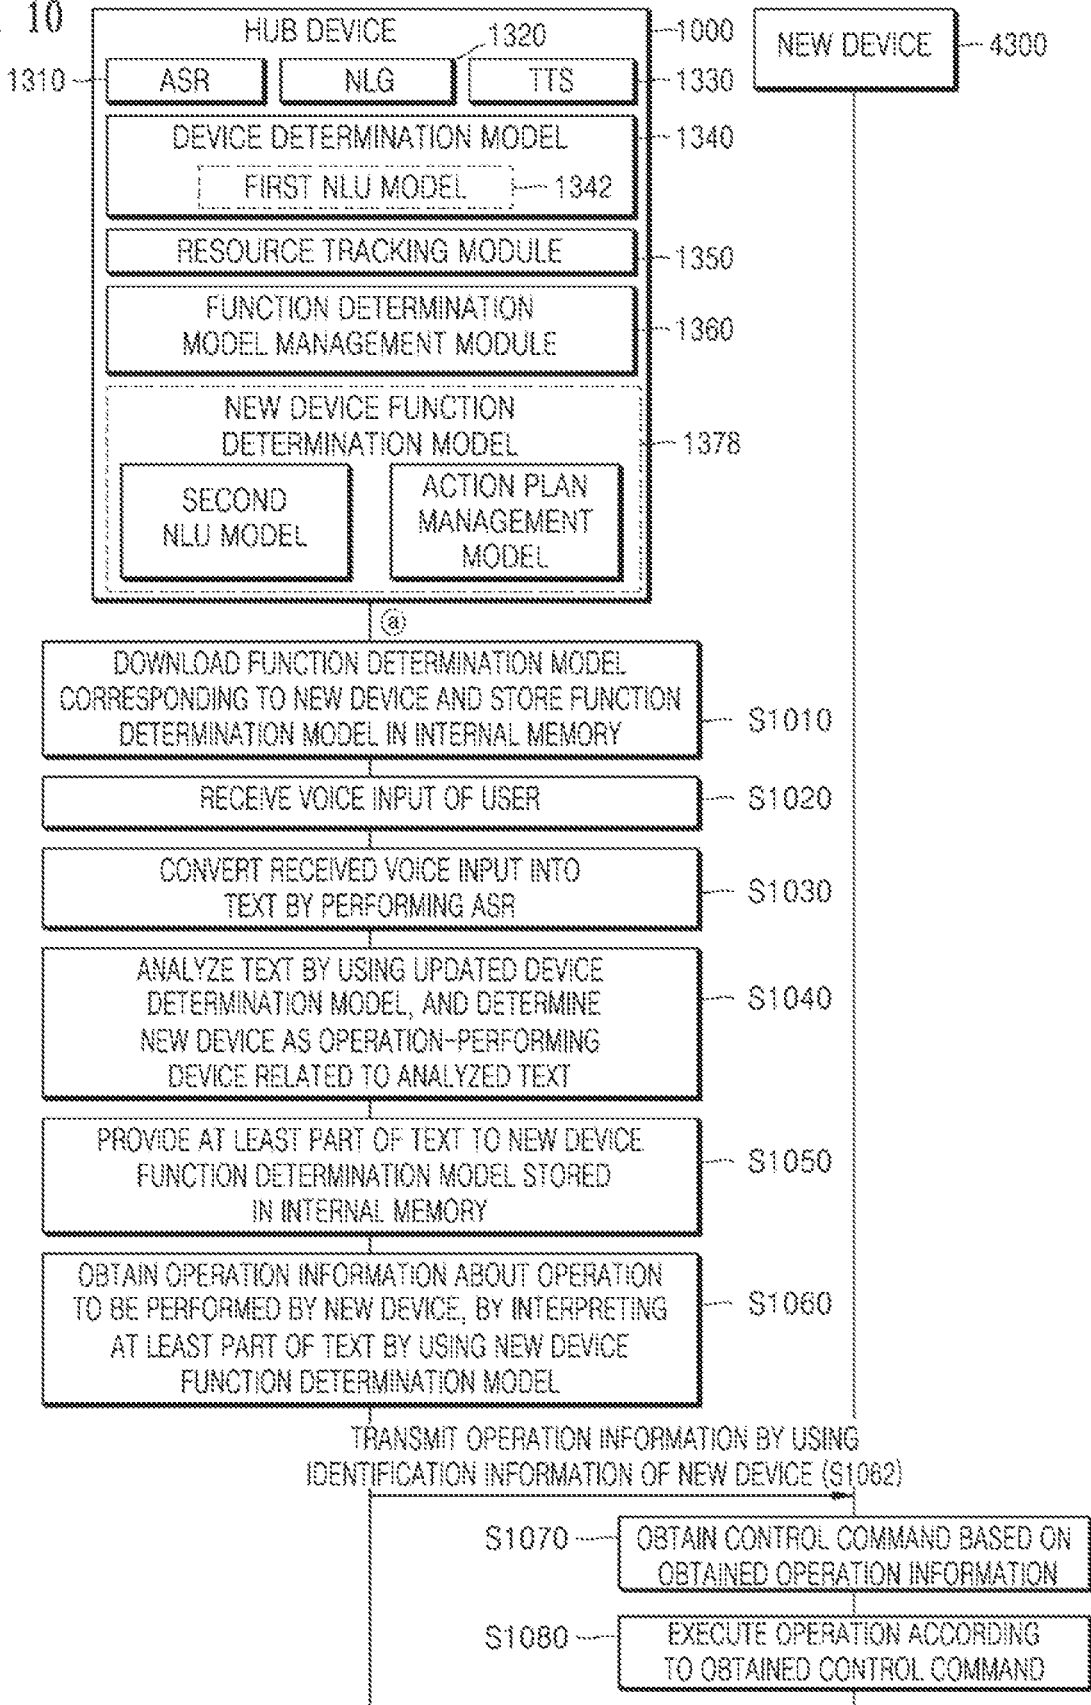 10
HUB DEVICE
1320
1000
NEW DEVICE
4300
1310
ASR
NLG
TTS
1330
DEVICE DETERMINATION MODEL
1340
FIRST NLU MODEL
1342
RESOURCE TRACKING MODULE
1350
FUNCTION DETERMINATION
MODEL MANAGEMENT MODULE
1360
NEW DEVICE FUNCTION
DETERMINATION MODEL
1378
SECOND
NLU MODEL
ACTION PLAN
MANAGEMENT
MODEL
ⓐ
DOWNLOAD FUNCTION DETERMINATION MODEL
CORRESPONDING TO NEW DEVICE AND STORE FUNCTION
DETERMINATION MODEL IN INTERNAL MEMORY
S1010
RECEIVE VOICE INPUT OF USER
S1020
CONVERT RECEIVED VOICE INPUT INTO
TEXT BY PERFORMING ASR
S1030
ANALYZE TEXT BY USING UPDATED DEVICE
DETERMINATION MODEL, AND DETERMINE
NEW DEVICE AS OPERATION-PERFORMING
DEVICE RELATED TO ANALYZED TEXT
S1040
PROVIDE AT LEAST PART OF TEXT TO NEW DEVICE
FUNCTION DETERMINATION MODEL STORED
IN INTERNAL MEMORY
S1050
OBTAIN OPERATION INFORMATION ABOUT OPERATION
TO BE PERFORMED BY NEW DEVICE, BY INTERPRETING
AT LEAST PART OF TEXT BY USING NEW DEVICE
FUNCTION DETERMINATION MODEL
S1060
TRANSMIT OPERATION INFORMATION BY USING
IDENTIFICATION INFORMATION OF NEW DEVICE (S1062)
S1070
OBTAIN CONTROL COMMAND BASED ON
OBTAINED OPERATION INFORMATION
S1080
EXECUTE OPERATION ACCORDING
TO OBTAINED CONTROL COMMAND